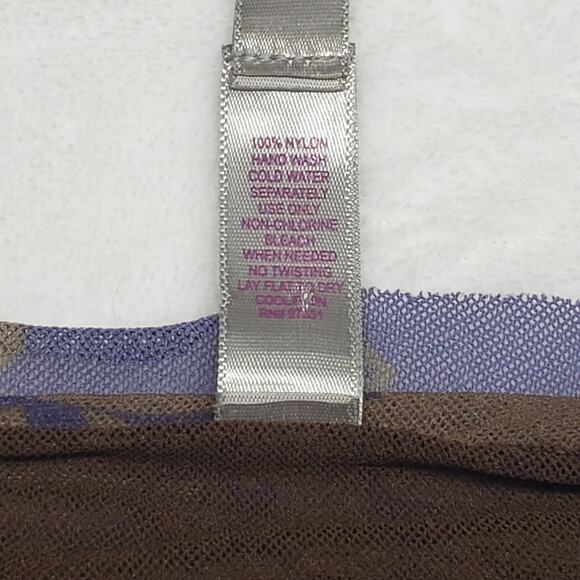 100% NYLON
HAND WASH
COLD WATER
SEPARATELY
USE ONLY
NON-CHLORINE
BLEACH
WHEN NEEDED
NO TWISTING
LAY FLAT TO DRY
COOL IRON
RN#